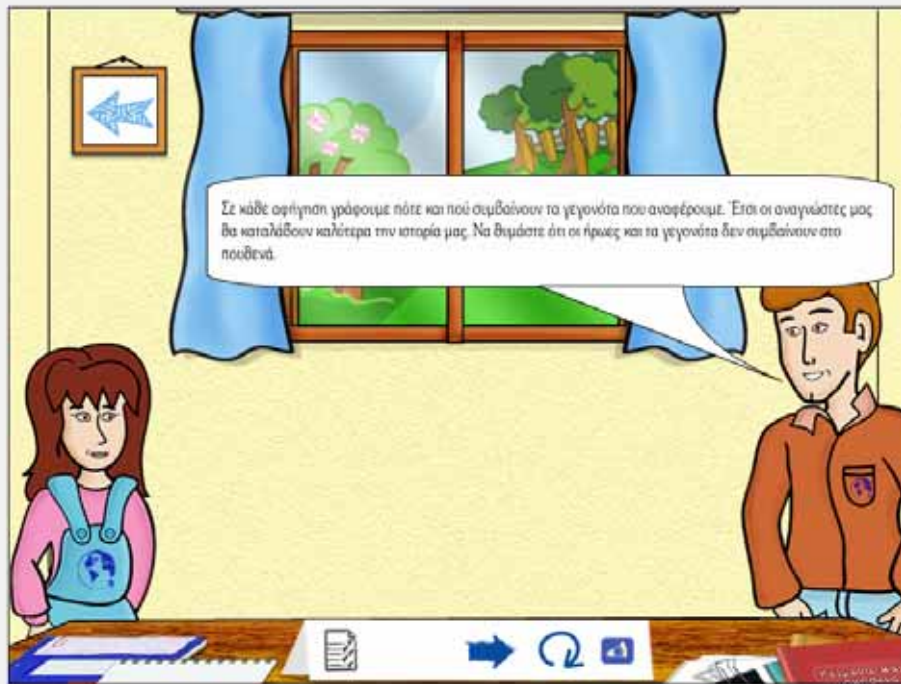 Σε κάθε αφήγηση γράφουμε πότε και πού συμβαίνουν τα γεγονότα που αναφέρουμε. Έτσι οι αναγνώστες μας
θα καταλάβουν καλύτερα την ιστορία μας. Να θυμάστε ότι οι ήρωες και τα γεγονότα δεν συμβαίνουν στο
πουθενά.